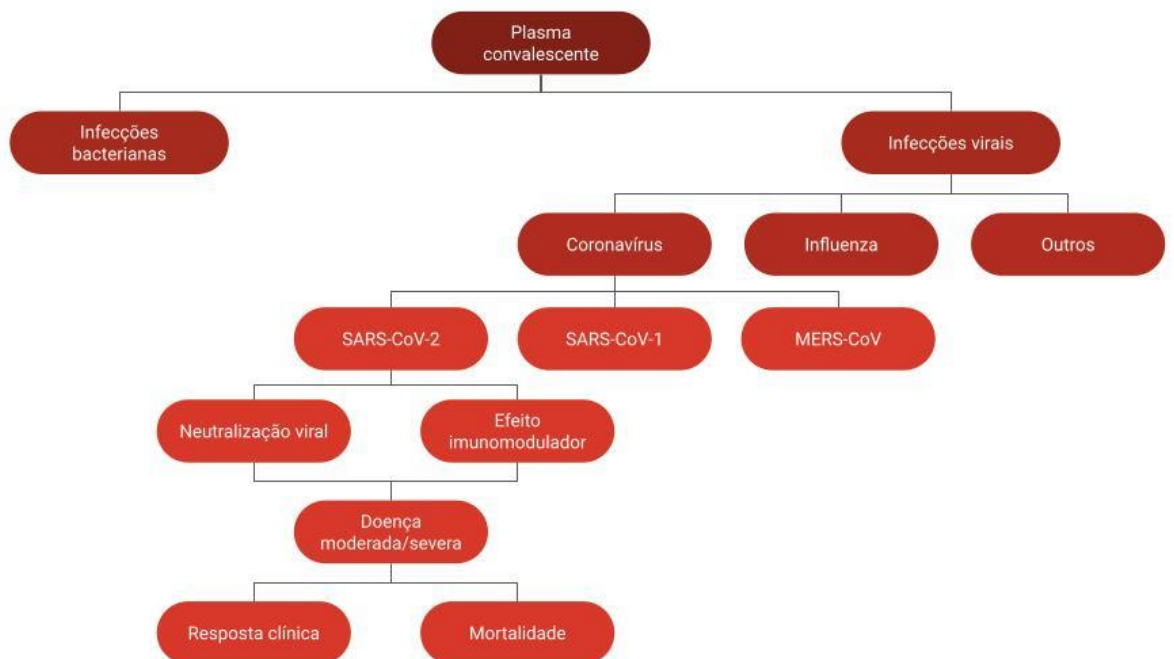 Plasma
convalescente
Infecções
bacterianas
Infecções virais
Coronavírus
Influenza
Outros
SARS-CoV-2
SARS-CoV-1
MERS-CoV
Neutralização viral
Efeito
imunomodulador
Doença
moderada/severa
Resposta clínica
Mortalidade